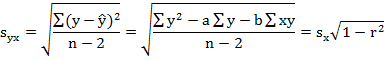 s_yx = √(∑(y − ŷ)² / (n − 2)) = √((∑y² − a∑y − b∑xy) / (n − 2)) = s_x√(1 − r²)